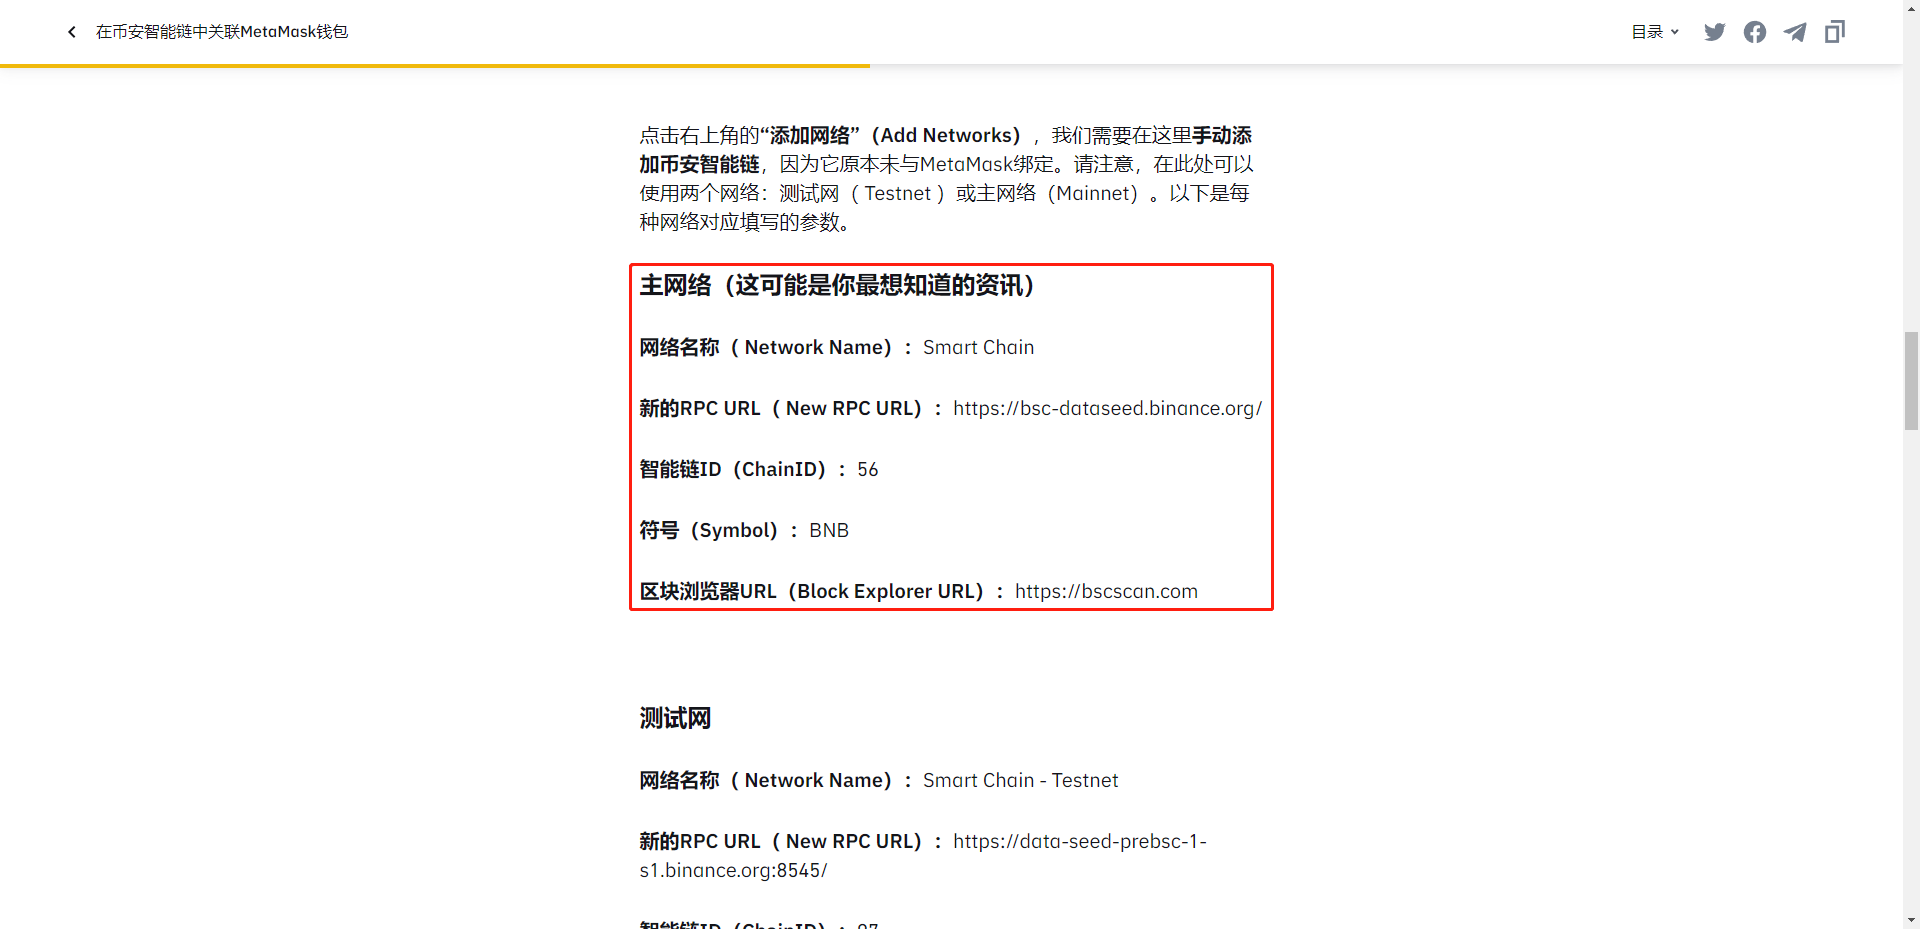 在币安智能链中关联MetaMask钱包
目录
点击右上角的“添加网络”（Add Networks），我们需要在这里手动添
加币安智能链，因为它原本未与MetaMask绑定。请注意，在此处可以
使用两个网络：测试网（ Testnet ）或主网络（Mainnet）。以下是每
种网络对应填写的参数。
主网络（这可能是你最想知道的资讯）
网络名称（ Network Name）：Smart Chain
新的RPC URL（ New RPC URL）：https://bsc-dataseed.binance.org/
智能链ID（ChainID）：56
符号（Symbol）：BNB
区块浏览器URL（Block Explorer URL）：https://bscscan.com
测试网
网络名称（ Network Name）：Smart Chain - Testnet
新的RPC URL（ New RPC URL）：https://data-seed-prebsc-1-
s1.binance.org:8545/
智能链ID（ChainID）：97